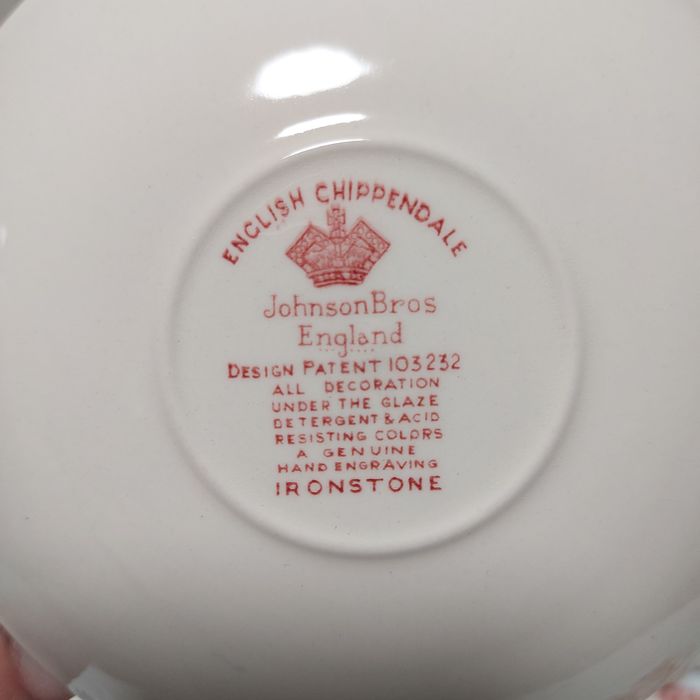 ENGLISH CHIPPENDALE
JohnsonBros
England
DESIGN PATENT 103232
ALL DECORATION
UNDER THE GLAZE
DETERGENT & ACID
RESISTING COLORS
A GENUINE
HAND ENGRAVING
IRONSTONE